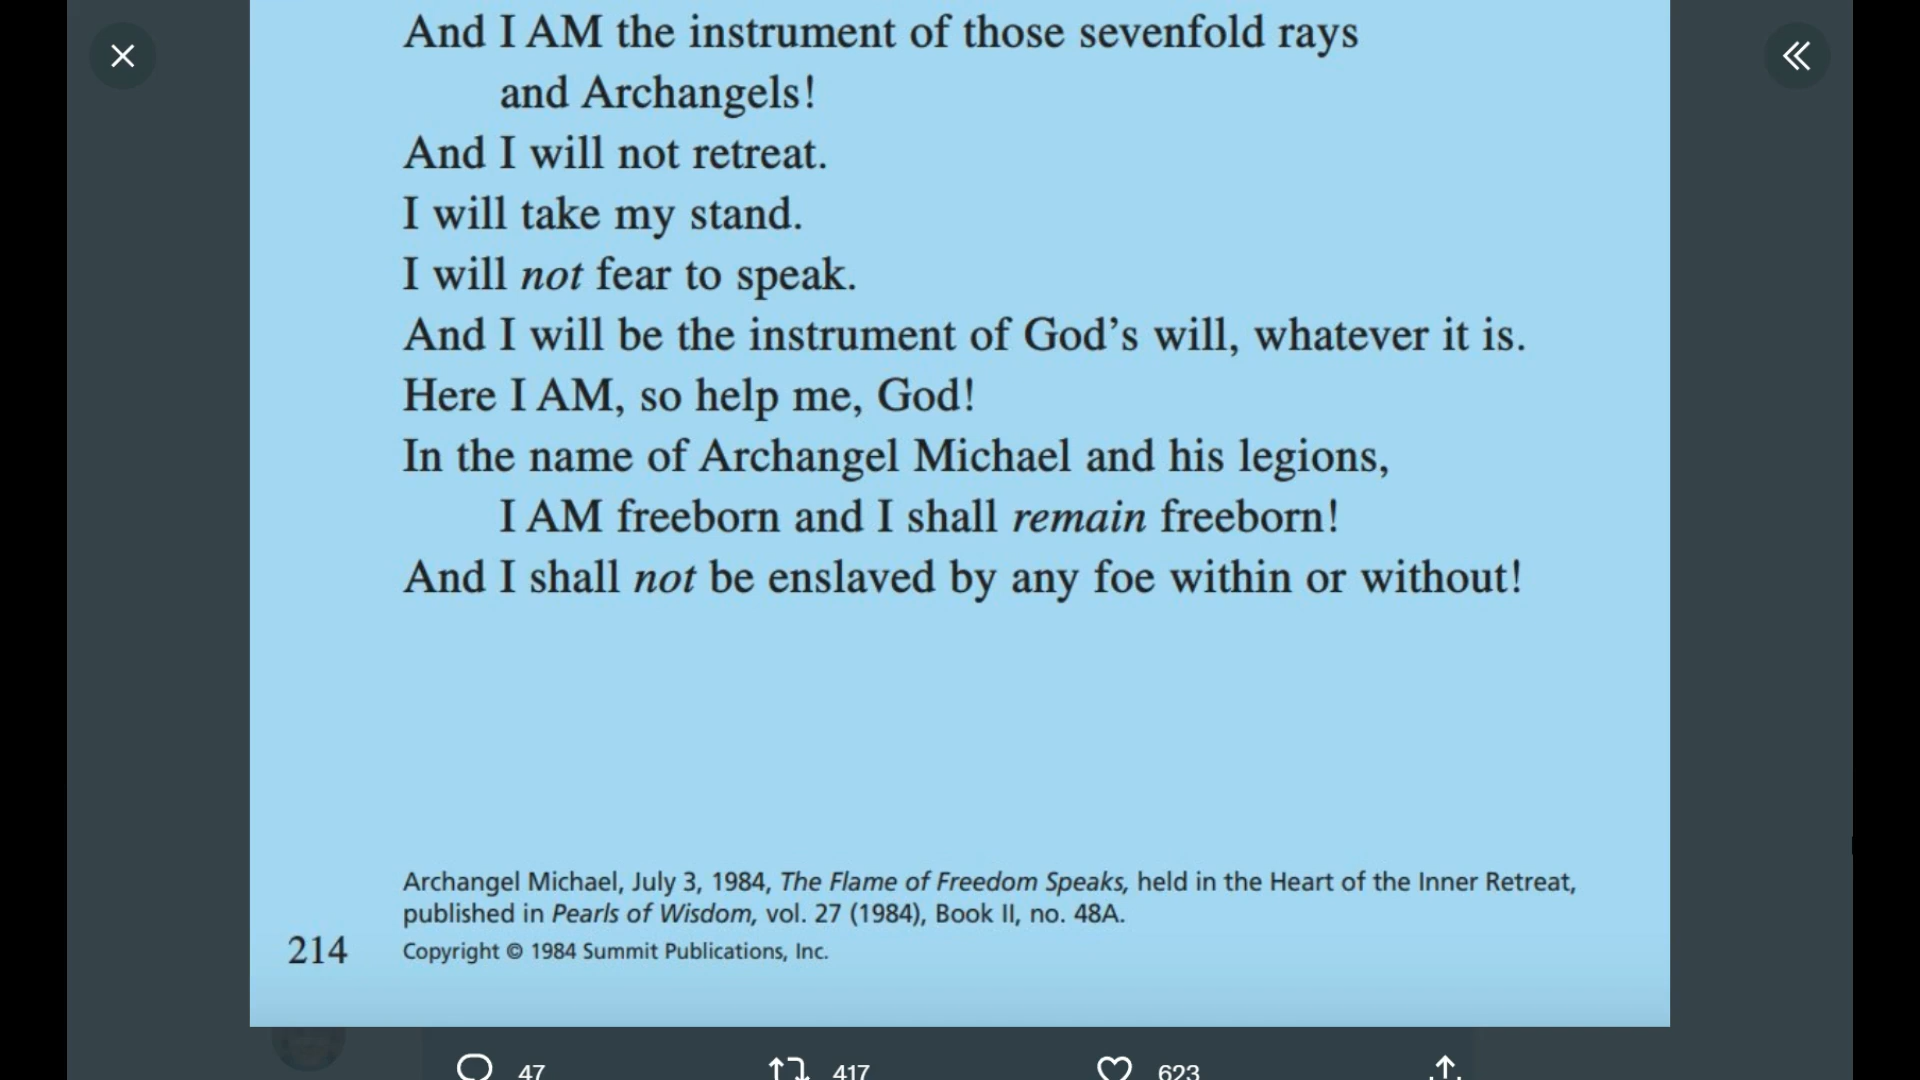 And I AM the instrument of those sevenfold rays
and Archangels!
And I will not retreat.
I will take my stand.
I will not fear to speak.
And I will be the instrument of God’s will, whatever it is.
Here I AM, so help me, God!
In the name of Archangel Michael and his legions,
I AM freeborn and I shall remain freeborn!
And I shall not be enslaved by any foe within or without!
Archangel Michael, July 3, 1984, The Flame of Freedom Speaks, held in the Heart of the Inner Retreat,
published in Pearls of Wisdom, vol. 27 (1984), Book II, no. 48A.
214 Copyright © 1984 Summit Publications, Inc.
47 417 623